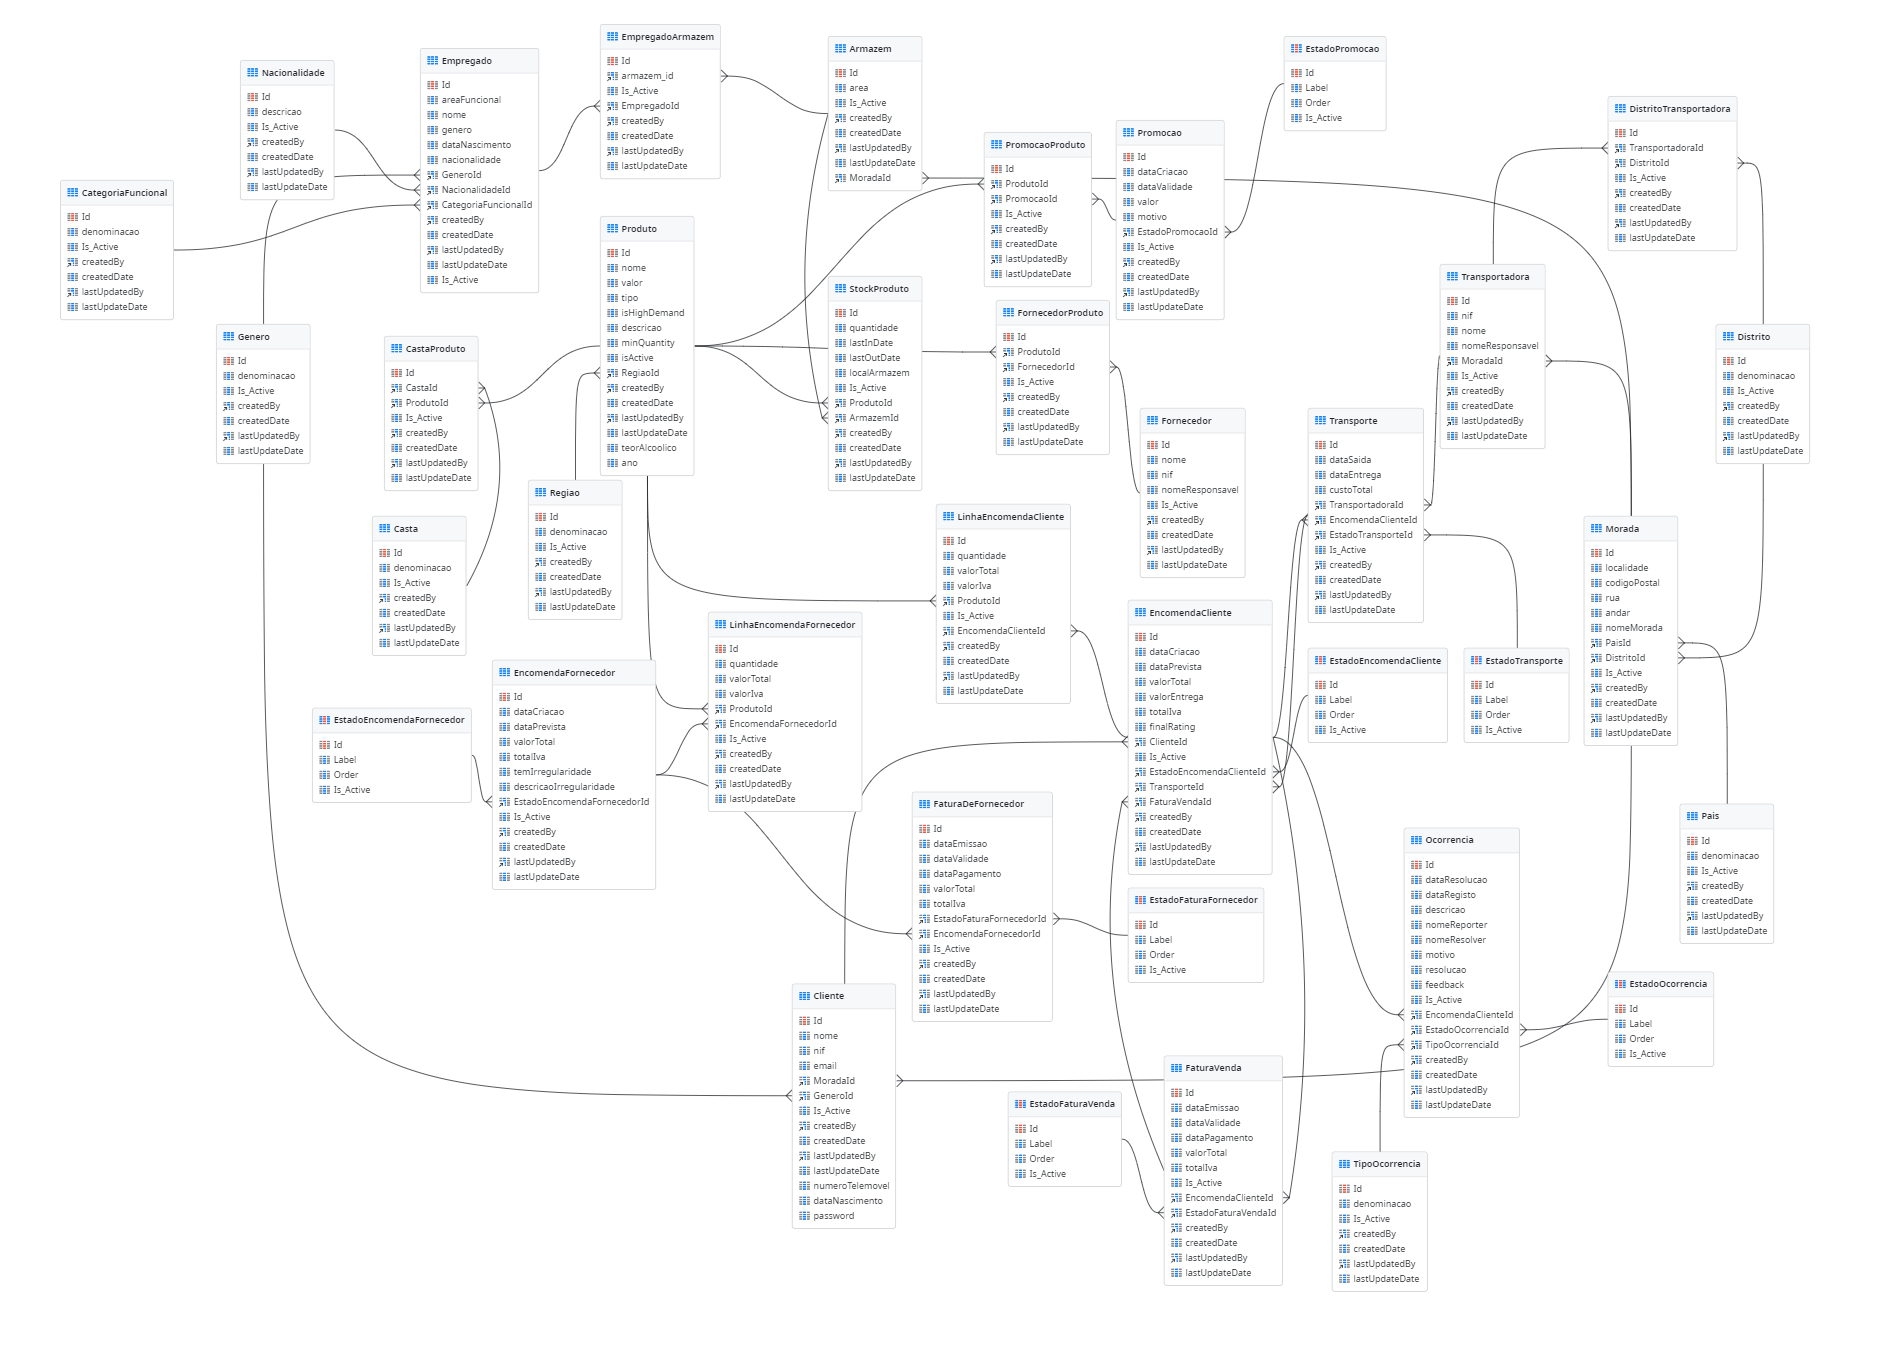 Nacionalidade
Id
descricao
Is_Active
createdBy
createdDate
lastUpdatedBy
lastUpdateDate
Empregado
Id
areaFuncional
nome
genero
dataNascimento
nacionalidade
GeneroId
NacionalidadeId
CategoriaFuncionalId
createdBy
createdDate
lastUpdatedBy
lastUpdateDate
Is_Active
EmpregadoArmazem
Id
armazem_id
Is_Active
EmpregadoId
createdBy
createdDate
lastUpdatedBy
lastUpdateDate
Armazem
Id
area
Is_Active
createdBy
createdDate
lastUpdatedBy
lastUpdateDate
MoradaId
EstadoPromocao
Id
Label
Order
Is_Active
PromocaoProduto
Id
ProdutoId
PromocaoId
Is_Active
createdBy
createdDate
lastUpdatedBy
lastUpdateDate
Promocao
Id
dataCriacao
dataValidade
valor
motivo
EstadoPromocaoId
Is_Active
createdBy
createdDate
lastUpdatedBy
lastUpdateDate
DistritoTransportadora
Id
TransportadoraId
DistritoId
Is_Active
createdBy
createdDate
lastUpdatedBy
lastUpdateDate
CategoriaFuncional
Id
denominacao
Is_Active
createdBy
createdDate
lastUpdatedBy
lastUpdateDate
Produto
Id
nome
valor
tipo
isHighDemand
descricao
minQuantity
isActive
RegiaoId
createdBy
createdDate
lastUpdatedBy
lastUpdateDate
teorAlcoolico
ano
StockProduto
Id
quantidade
lastInDate
lastOutDate
localArmazem
Is_Active
ProdutoId
ArmazemId
createdBy
createdDate
lastUpdatedBy
lastUpdateDate
FornecedorProduto
Id
ProdutoId
FornecedorId
Is_Active
createdBy
createdDate
lastUpdatedBy
lastUpdateDate
Transportadora
Id
nif
nome
nomeResponsavel
MoradaId
Is_Active
createdBy
createdDate
lastUpdatedBy
lastUpdateDate
Genero
Id
denominacao
Is_Active
createdBy
createdDate
lastUpdatedBy
lastUpdateDate
CastaProduto
Id
CastaId
ProdutoId
Is_Active
createdBy
createdDate
lastUpdatedBy
lastUpdateDate
Distrito
Id
denominacao
Is_Active
createdBy
createdDate
lastUpdatedBy
lastUpdateDate
Fornecedor
Id
nome
nif
nomeResponsavel
Is_Active
createdBy
createdDate
lastUpdatedBy
lastUpdateDate
Transporte
Id
dataSaida
dataEntrega
custoTotal
TransportadoraId
EncomendaClienteId
EstadoTransporteId
Is_Active
createdBy
createdDate
lastUpdatedBy
lastUpdateDate
Casta
Id
denominacao
Is_Active
createdBy
createdDate
lastUpdatedBy
lastUpdateDate
Regiao
Id
denominacao
Is_Active
createdBy
createdDate
lastUpdatedBy
lastUpdateDate
LinhaEncomendaCliente
Id
quantidade
valorTotal
valorIva
ProdutoId
Is_Active
EncomendaClienteId
createdBy
createdDate
lastUpdatedBy
lastUpdateDate
Morada
Id
localidade
codigoPostal
rua
andar
nomeMorada
PaisId
DistritoId
Is_Active
createdBy
createdDate
lastUpdatedBy
lastUpdateDate
LinhaEncomendaFornecedor
Id
quantidade
valorTotal
valorIva
ProdutoId
EncomendaFornecedorId
Is_Active
createdBy
createdDate
lastUpdatedBy
lastUpdateDate
EncomendaCliente
Id
dataCriacao
dataPrevista
valorTotal
valorEntrega
totalIva
finalRating
ClienteId
Is_Active
EstadoEncomendaClienteId
TransporteId
FaturaVendaId
createdBy
createdDate
lastUpdatedBy
lastUpdateDate
EstadoEncomendaCliente
Id
Label
Order
Is_Active
EstadoTransporte
Id
Label
Order
Is_Active
EstadoEncomendaFornecedor
Id
Label
Order
Is_Active
EncomendaFornecedor
Id
dataCriacao
dataPrevista
valorTotal
totalIva
temIrregularidade
descricaoIrregularidade
EstadoEncomendaFornecedorId
Is_Active
createdBy
createdDate
lastUpdatedBy
lastUpdateDate
FaturaDeFornecedor
Id
dataEmissao
dataValidade
dataPagamento
valorTotal
totalIva
EstadoFaturaFornecedorId
EncomendaFornecedorId
Is_Active
createdBy
createdDate
lastUpdatedBy
lastUpdateDate
EstadoFaturaFornecedor
Id
Label
Order
Is_Active
Ocorrencia
Id
dataResolucao
dataRegisto
descricao
nomeReporter
nomeResolver
motivo
resolucao
feedback
Is_Active
EncomendaClienteId
EstadoOcorrenciaId
TipoOcorrenciaId
createdBy
createdDate
lastUpdatedBy
lastUpdateDate
Pais
Id
denominacao
Is_Active
createdBy
createdDate
lastUpdatedBy
lastUpdateDate
EstadoOcorrencia
Id
Label
Order
Is_Active
Cliente
Id
nome
nif
email
MoradaId
GeneroId
Is_Active
createdBy
createdDate
lastUpdatedBy
lastUpdateDate
numeroTelemovel
dataNascimento
password
EstadoFaturaVenda
Id
Label
Order
Is_Active
FaturaVenda
Id
dataEmissao
dataValidade
dataPagamento
valorTotal
totalIva
Is_Active
EncomendaClienteId
EstadoFaturaVendaId
createdBy
createdDate
lastUpdatedBy
lastUpdateDate
TipoOcorrencia
Id
denominacao
Is_Active
createdBy
createdDate
lastUpdatedBy
lastUpdateDate